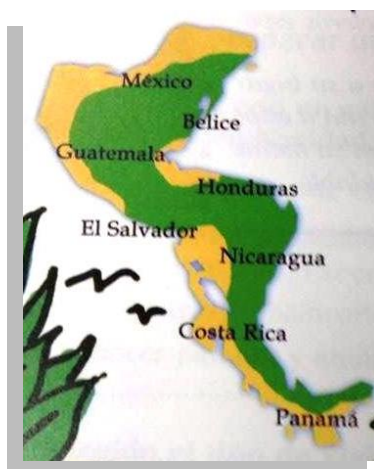 México
Belice
Guatemala
Honduras
El Salvador
Nicaragua
Costa Rica
Panamá